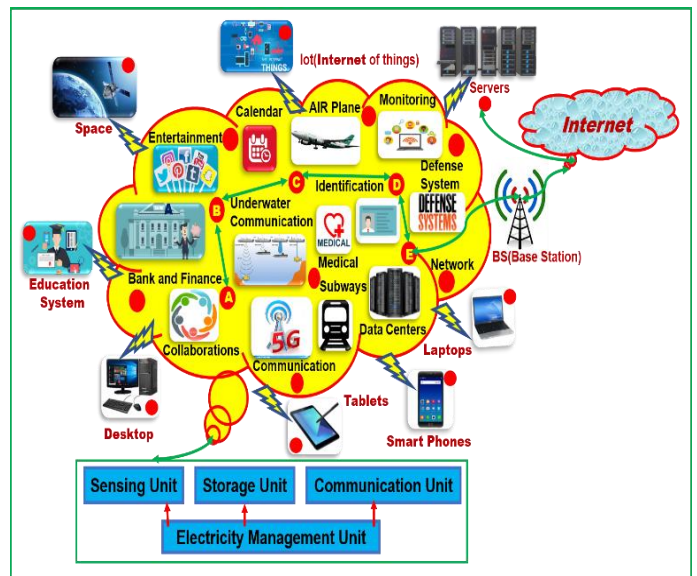 THINGS
Iot(Internet of things)
Servers
Space
Calendar
AIR Plane
Monitoring
Internet
Entertainment
Defense
System
DEFENSE
SYSTEMS
C
Identification
D
B
Underwater
Communication
MEDICAL
BS(Base Station)
E
Education
System
Bank and Finance
Medical
Network
A
Subways
Data Centers
5G
Collaborations
Communication
Laptops
Desktop
Tablets
Smart Phones
Sensing Unit
Storage Unit
Communication Unit
Electricity Management Unit